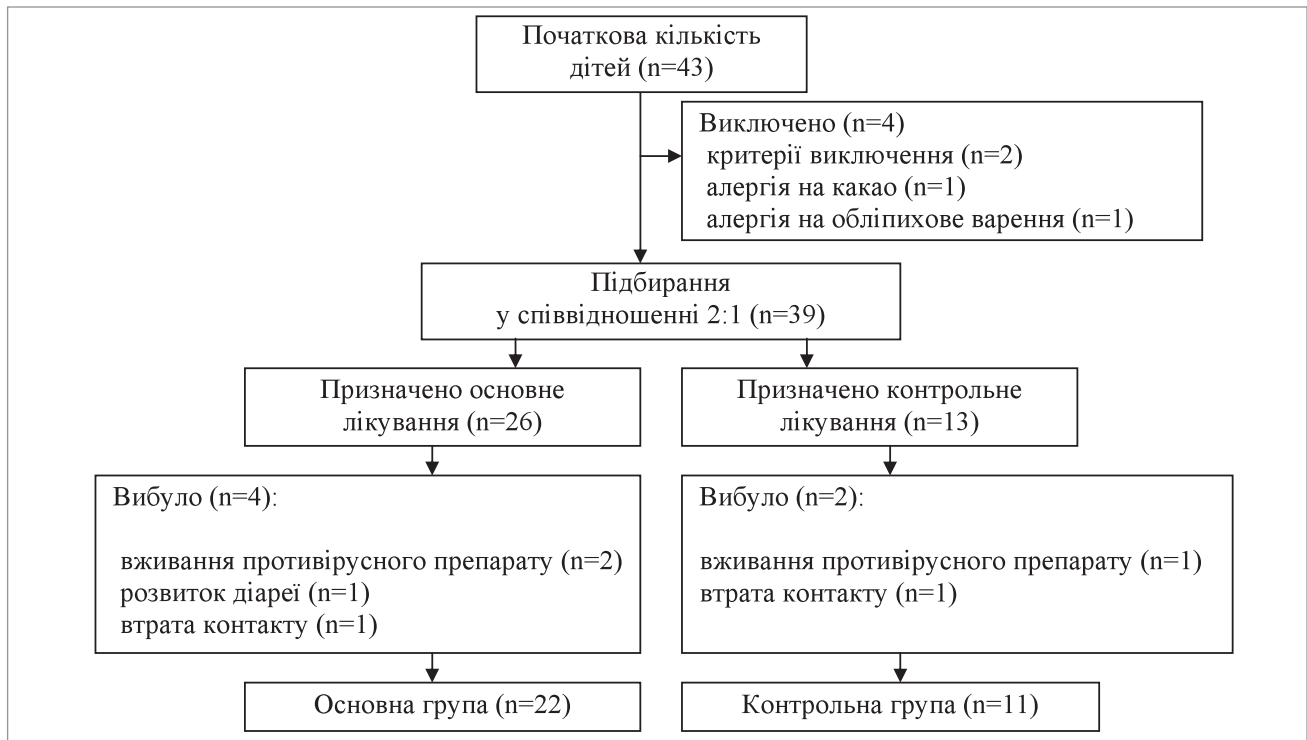 Початкова кількість
дітей (n=43)
Виключено (n=4)
критерії виключення (n=2)
алергія на какао (n=1)
алергія на обліпихове варення (n=1)
Підбирання
у співвідношенні 2:1 (n=39)
Призначено основне
лікування (n=26)
Призначено контрольне
лікування (n=13)
Вибуло (n=4):
вживання противірусного препарату (n=2)
розвиток діареї (n=1)
втрата контакту (n=1)
Вибуло (n=2):
вживання противірусного препарату (n=1)
втрата контакту (n=1)
Основна група (n=22)
Контрольна група (n=11)